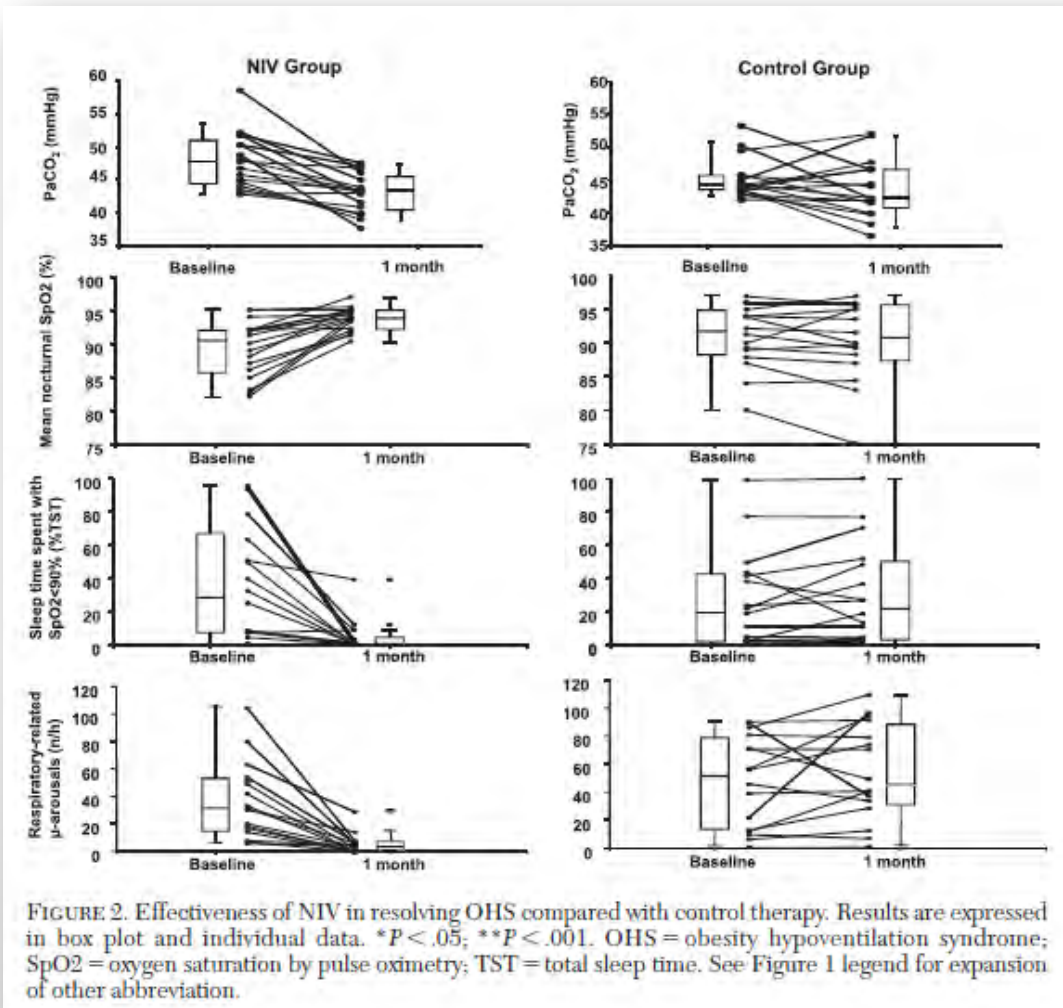 NIV Group
Control Group
PaCO₂ (mmHg)
60
55
50
45
40
35
Baseline
1 month
PaCO₂ (mmHg)
60
55
50
45
40
35
Baseline
1 month
Mean nocturnal SpO2 (%)
100
95
90
85
80
75
Baseline
1 month
100
95
90
85
80
75
Baseline
1 month
Sleep time spent with
SpO2<90% (%TST)
100
80
60
40
20
0
Baseline
1 month
100
80
60
40
20
0
Baseline
1 month
Respiratory-related
µ-arousals (n/h)
120
100
80
60
40
20
0
Baseline
1 month
120
100
80
60
40
20
0
Baseline
1 month
FIGURE 2. Effectiveness of NIV in resolving OHS compared with control therapy. Results are expressed
in box plot and individual data. *P < .05; **P < .001. OHS = obesity hypoventilation syndrome;
SpO2 = oxygen saturation by pulse oximetry; TST = total sleep time. See Figure 1 legend for expansion
of other abbreviation.